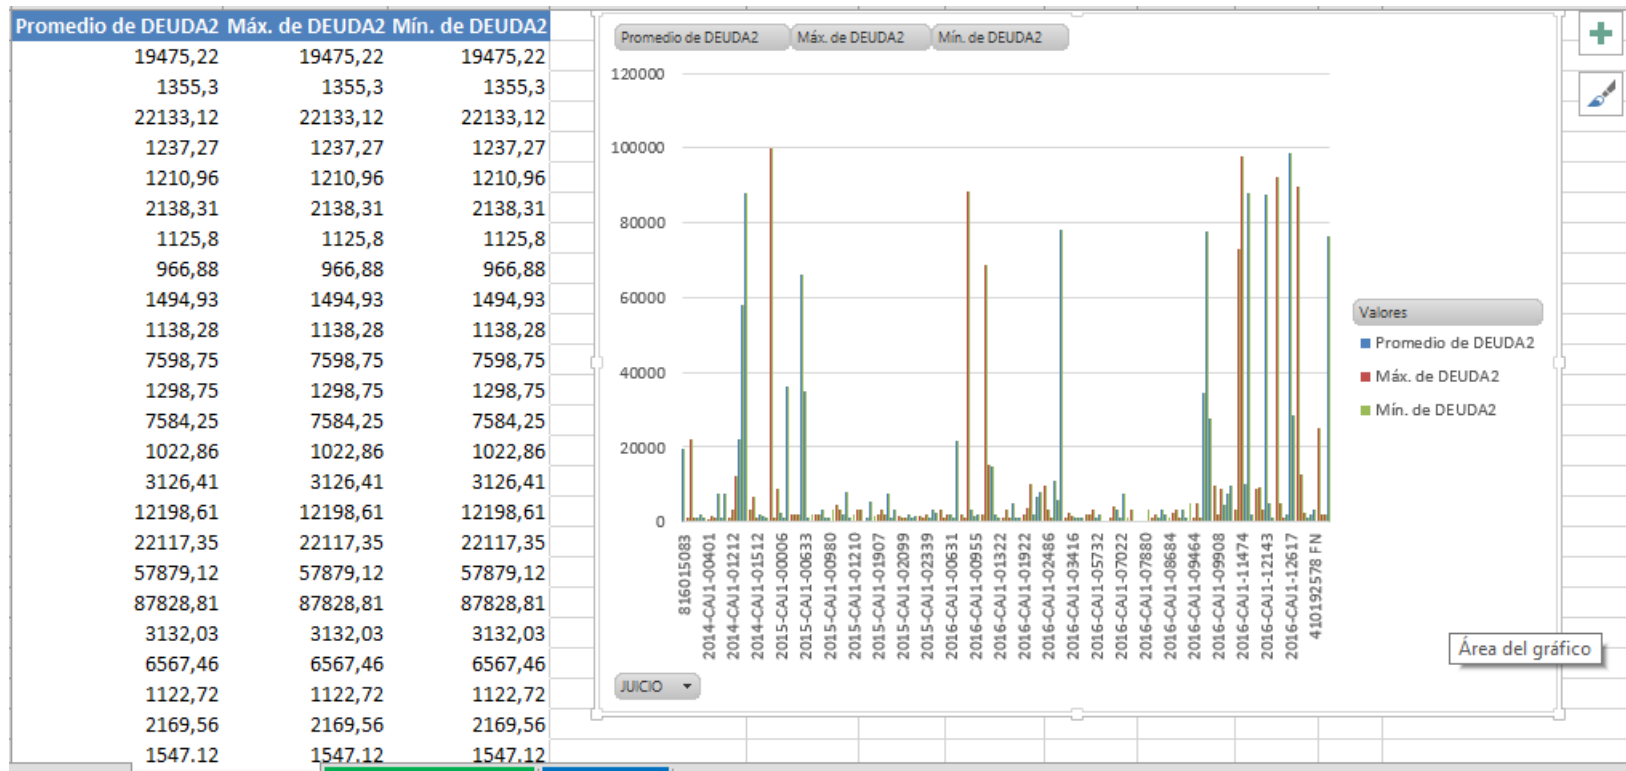 Promedio de DEUDA2 Máx. de DEUDA2 Mín. de DEUDA2
19475,22 19475,22 19475,22
1355,3 1355,3 1355,3
22133,12 22133,12 22133,12
1237,27 1237,27 1237,27
1210,96 1210,96 1210,96
2138,31 2138,31 2138,31
1125,8 1125,8 1125,8
966,88 966,88 966,88
1494,93 1494,93 1494,93
1138,28 1138,28 1138,28
7598,75 7598,75 7598,75
1298,75 1298,75 1298,75
7584,25 7584,25 7584,25
1022,86 1022,86 1022,86
3126,41 3126,41 3126,41
12198,61 12198,61 12198,61
22117,35 22117,35 22117,35
57879,12 57879,12 57879,12
87828,81 87828,81 87828,81
3132,03 3132,03 3132,03
6567,46 6567,46 6567,46
1122,72 1122,72 1122,72
2169,56 2169,56 2169,56
1547,12 1547,12 1547,12
Promedio de DEUDA2 Máx. de DEUDA2 Mín. de DEUDA2
120000
100000
80000
60000
40000
20000
0
816015083
2014-CAJ1-00401
2014-CAJ1-01212
2014-CAJ1-01512
2015-CAJ1-00006
2015-CAJ1-00633
2015-CAJ1-00980
2015-CAJ1-01210
2015-CAJ1-01907
2015-CAJ1-02099
2015-CAJ1-02339
2016-CAJ1-00631
2016-CAJ1-00955
2016-CAJ1-01322
2016-CAJ1-01922
2016-CAJ1-02486
2016-CAJ1-03416
2016-CAJ1-05732
2016-CAJ1-07022
2016-CAJ1-07880
2016-CAJ1-08684
2016-CAJ1-09464
2016-CAJ1-09908
2016-CAJ1-11474
2016-CAJ1-12143
2016-CAJ1-12617
410192578 FN
Valores
Promedio de DEUDA2
Máx. de DEUDA2
Mín. de DEUDA2
Área del gráfico
JUICIO